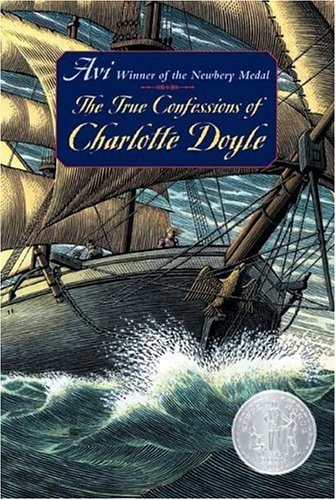 Avi Winner of the Newbery Medal
The True Confessions of
Charlotte Doyle